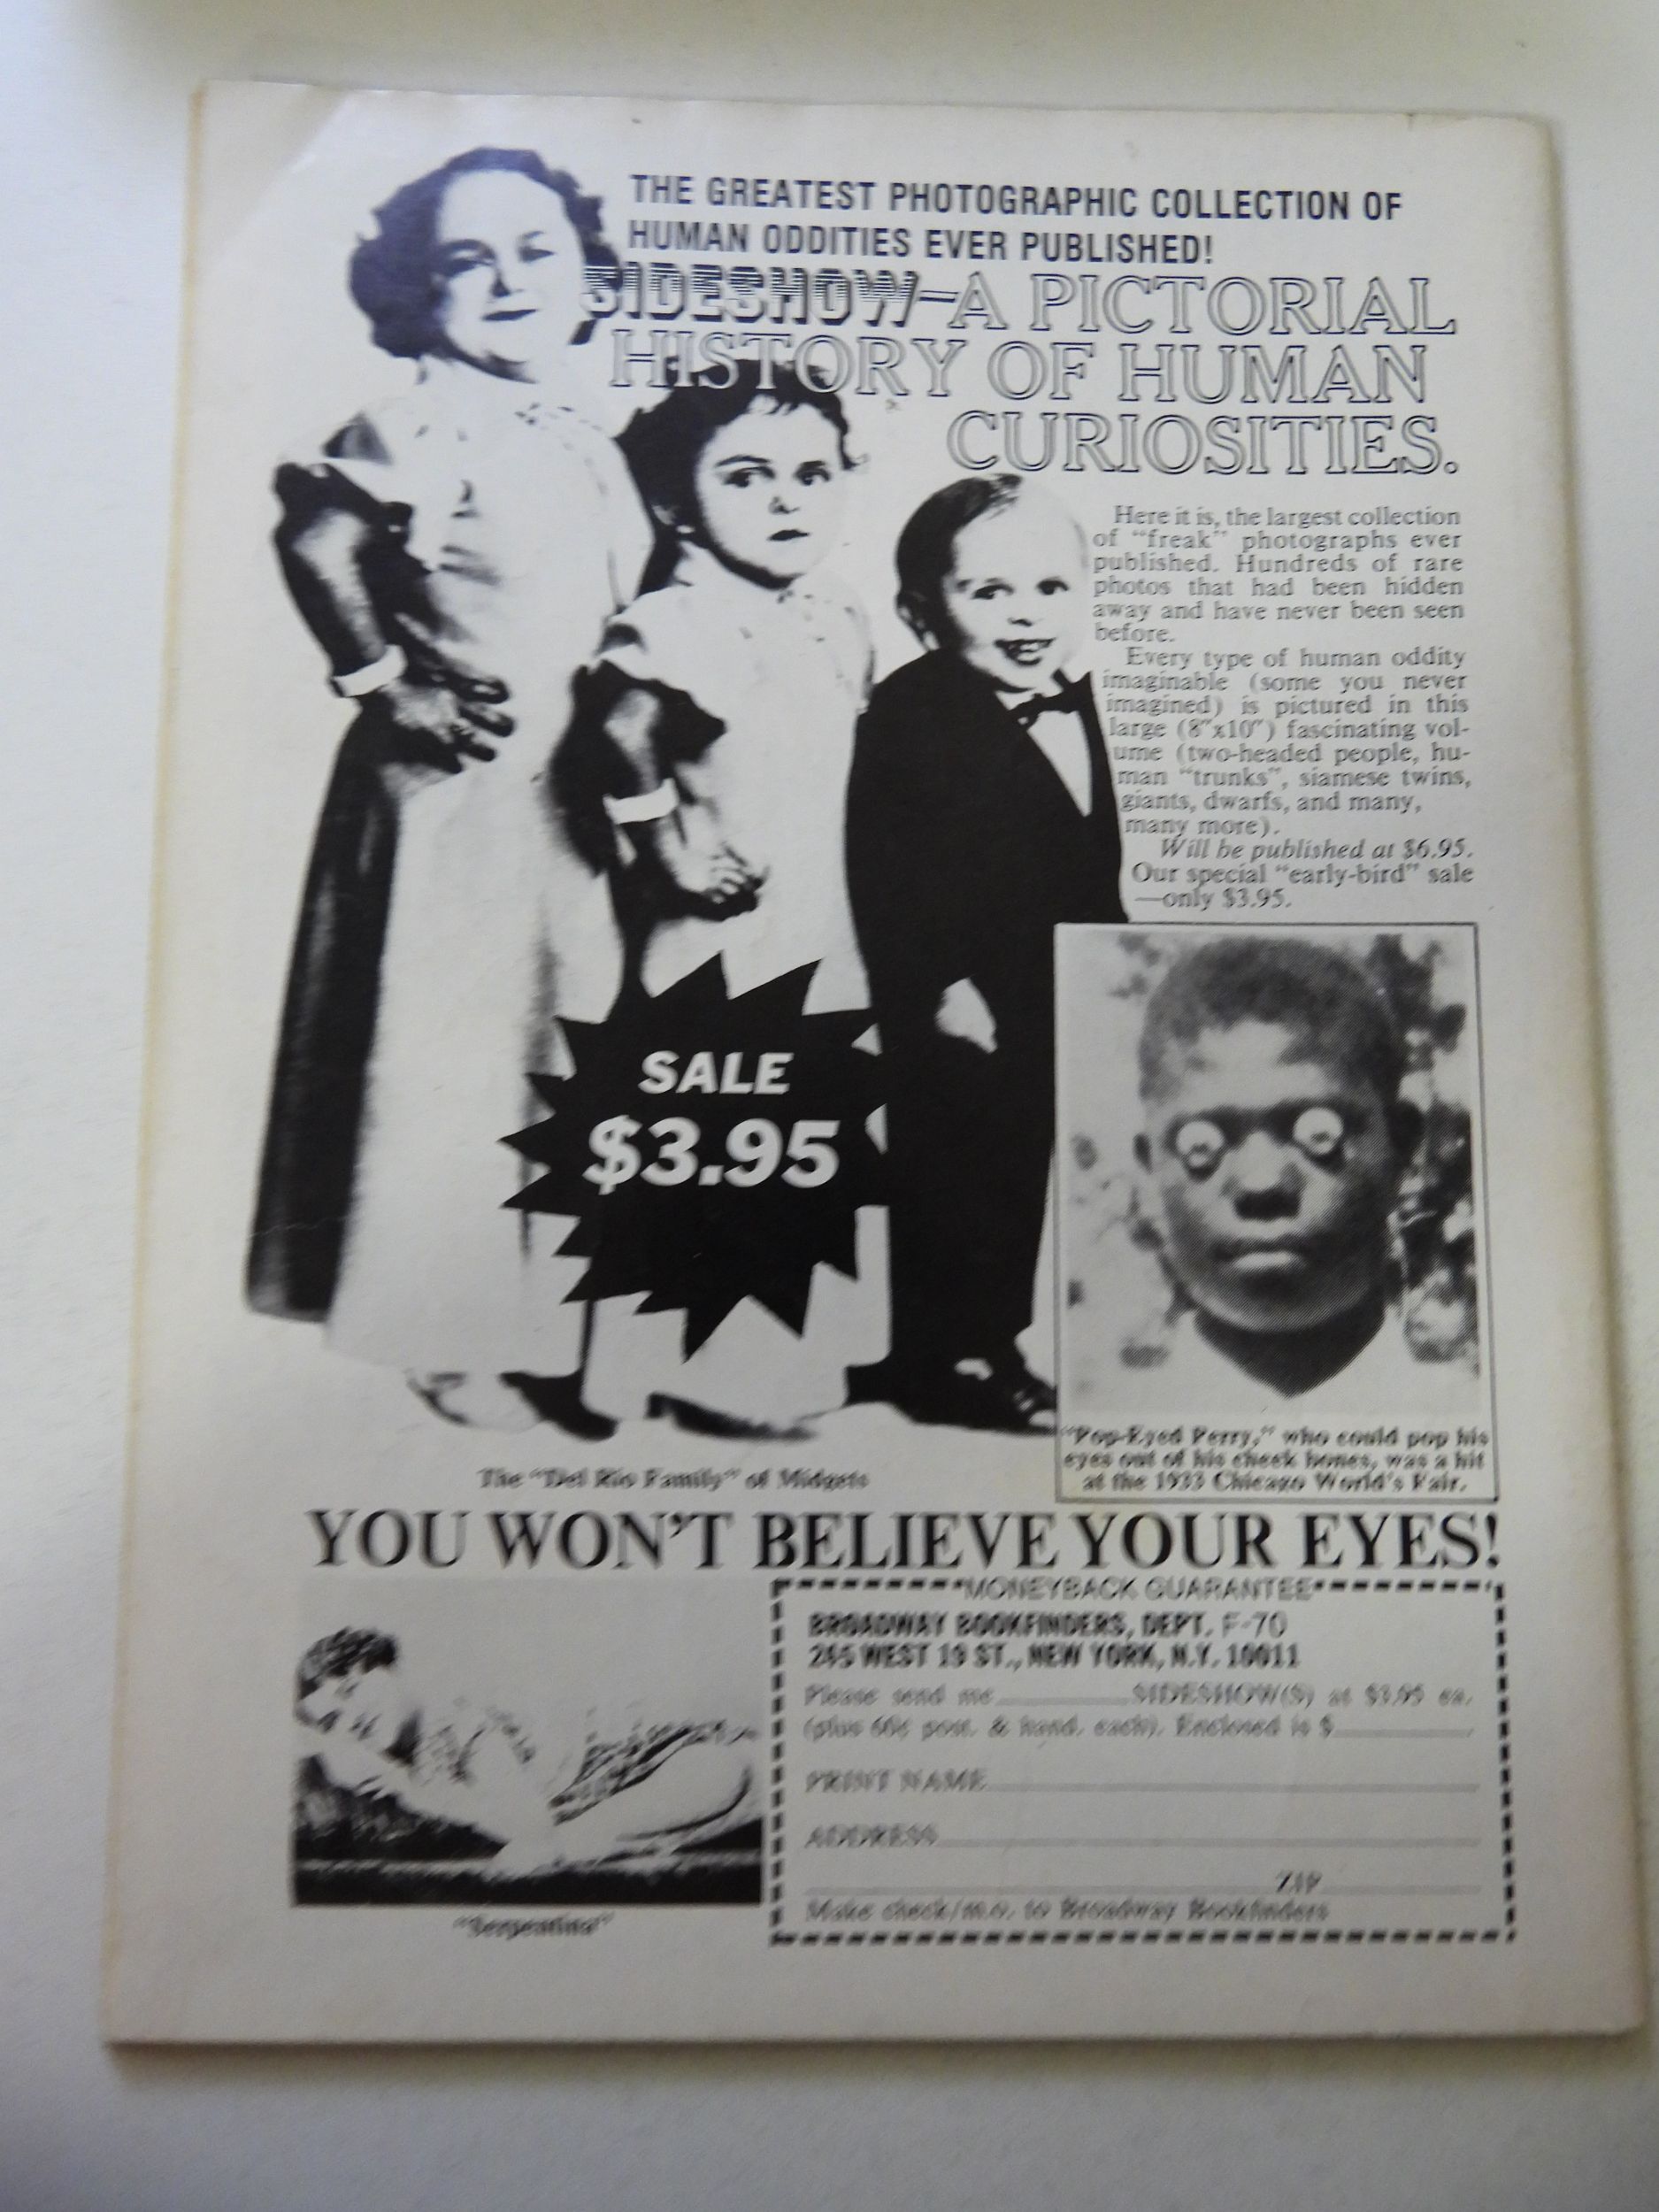 THE GREATEST PHOTOGRAPHIC COLLECTION OF
HUMAN ODDITIES EVER PUBLISHED!
SIDESHOW—A PICTORIAL
HISTORY OF HUMAN
CURIOSITIES.
Here it is, the largest collection
of "freak" photographs ever
published. Hundreds of rare
photos that had been hidden
away and have never been seen
before.
Every type of human oddity
imaginable (some you never
imagined) is pictured in this
large (8"x10") fascinating vol-
ume (two-headed people, hu-
man "trunks", siamese twins,
giants, dwarfs, and many,
many more).
Will be published at $6.95.
Our special "early-bird" sale
—only $3.95.
SALE
$3.95
"Pop-Eyed Perry," who could pop his
eyes out of his cheek bones, was a hit
at the 1933 Chicago World's Fair.
The "Del Rio Family" of Midgets
YOU WON'T BELIEVE YOUR EYES!
"Serpentina"
MONEYBACK GUARANTEE
BROADWAY BOOKFINDERS, DEPT. F-70
245 WEST 19 ST., NEW YORK, N.Y. 10011
Please send me SIDESHOW(S) at $3.95 ea.
(plus 60¢ post. & hand. each). Enclosed is $
PRINT NAME
ADDRESS
ZIP
Make check/m.o. to Broadway Bookfinders